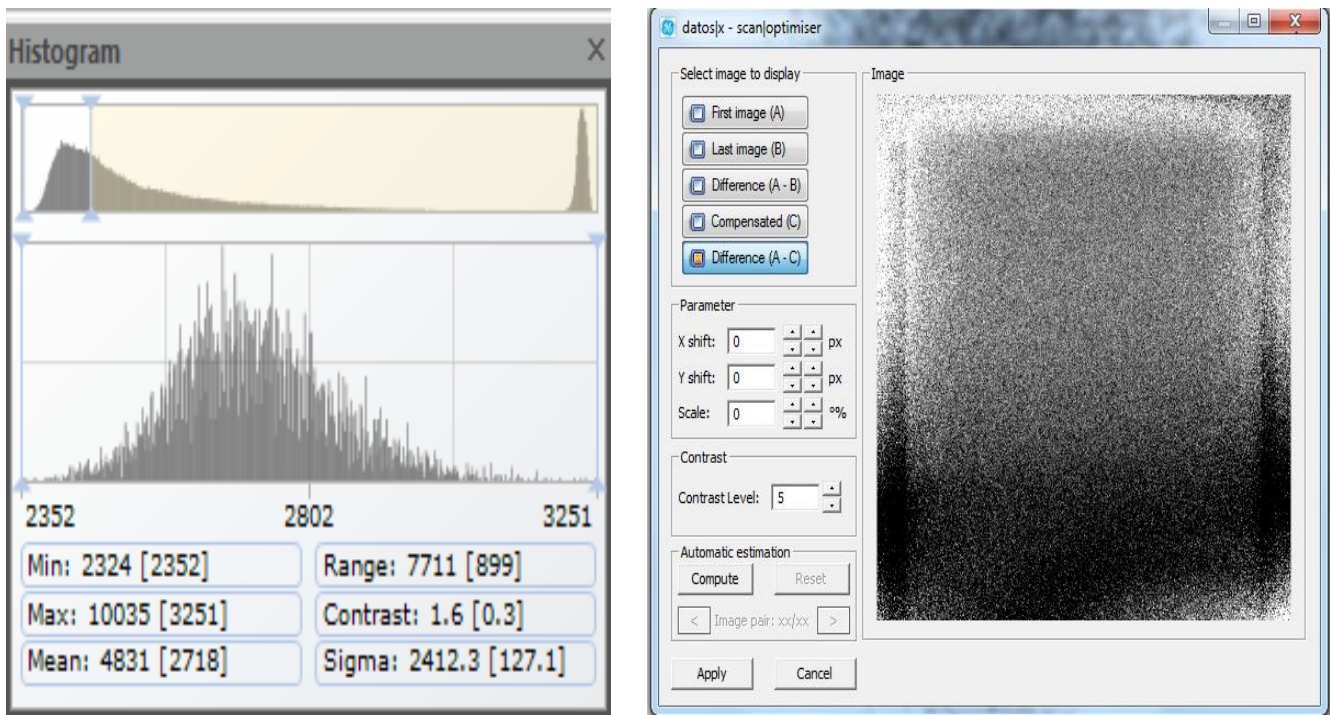 Histogram X
2352 2802 3251
Min: 2324 [2352] Range: 7711 [899]
Max: 10035 [3251] Contrast: 1.6 [0.3]
Mean: 4831 [2718] Sigma: 2412.3 [127.1]
datos|x - scan|optimiser
Select image to display
First image (A)
Last image (B)
Difference (A - B)
Compensated (C)
Difference (A - C)
Parameter
X shift: 0 px
Y shift: 0 px
Scale: 0 °%
Contrast
Contrast Level: 5
Automatic estimation
Compute Reset
< Image pair: xx/xx >
Apply Cancel
Image